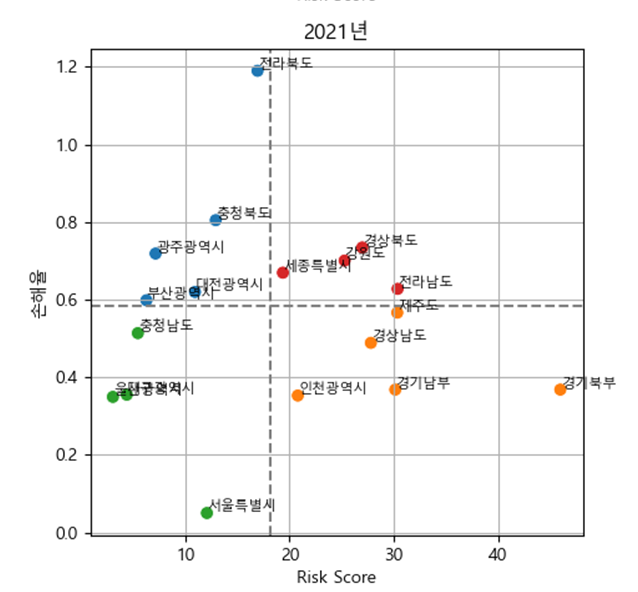 2021년
손해율
1.2
1.0
0.8
0.6
0.4
0.2
0.0
전라북도
충청북도
경상북도
광주광역시
강원도
세종특별시
대전광역시
전라남도
부산광역시
제주도
충청남도
경상남도
경기남부
경기북부
인천광역시
서울특별시
10
20
30
40
Risk Score